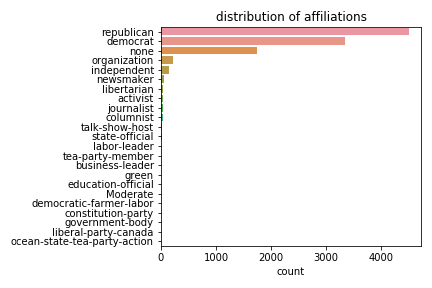 distribution of affiliations
republican
democrat
none
organization
independent
newsmaker
libertarian
activist
journalist
columnist
talk-show-host
state-official
labor-leader
tea-party-member
business-leader
green
education-official
Moderate
democratic-farmer-labor
constitution-party
government-body
liberal-party-canada
ocean-state-tea-party-action
0 1000 2000 3000 4000
count